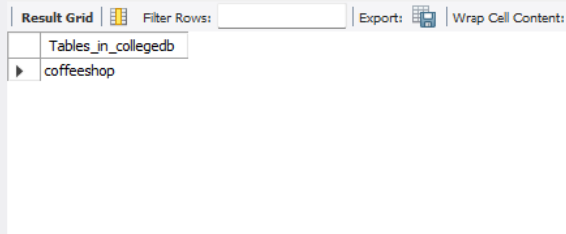 Result Grid Filter Rows: Export: Wrap Cell Content:
Tables_in_collegedb
coffeeshop